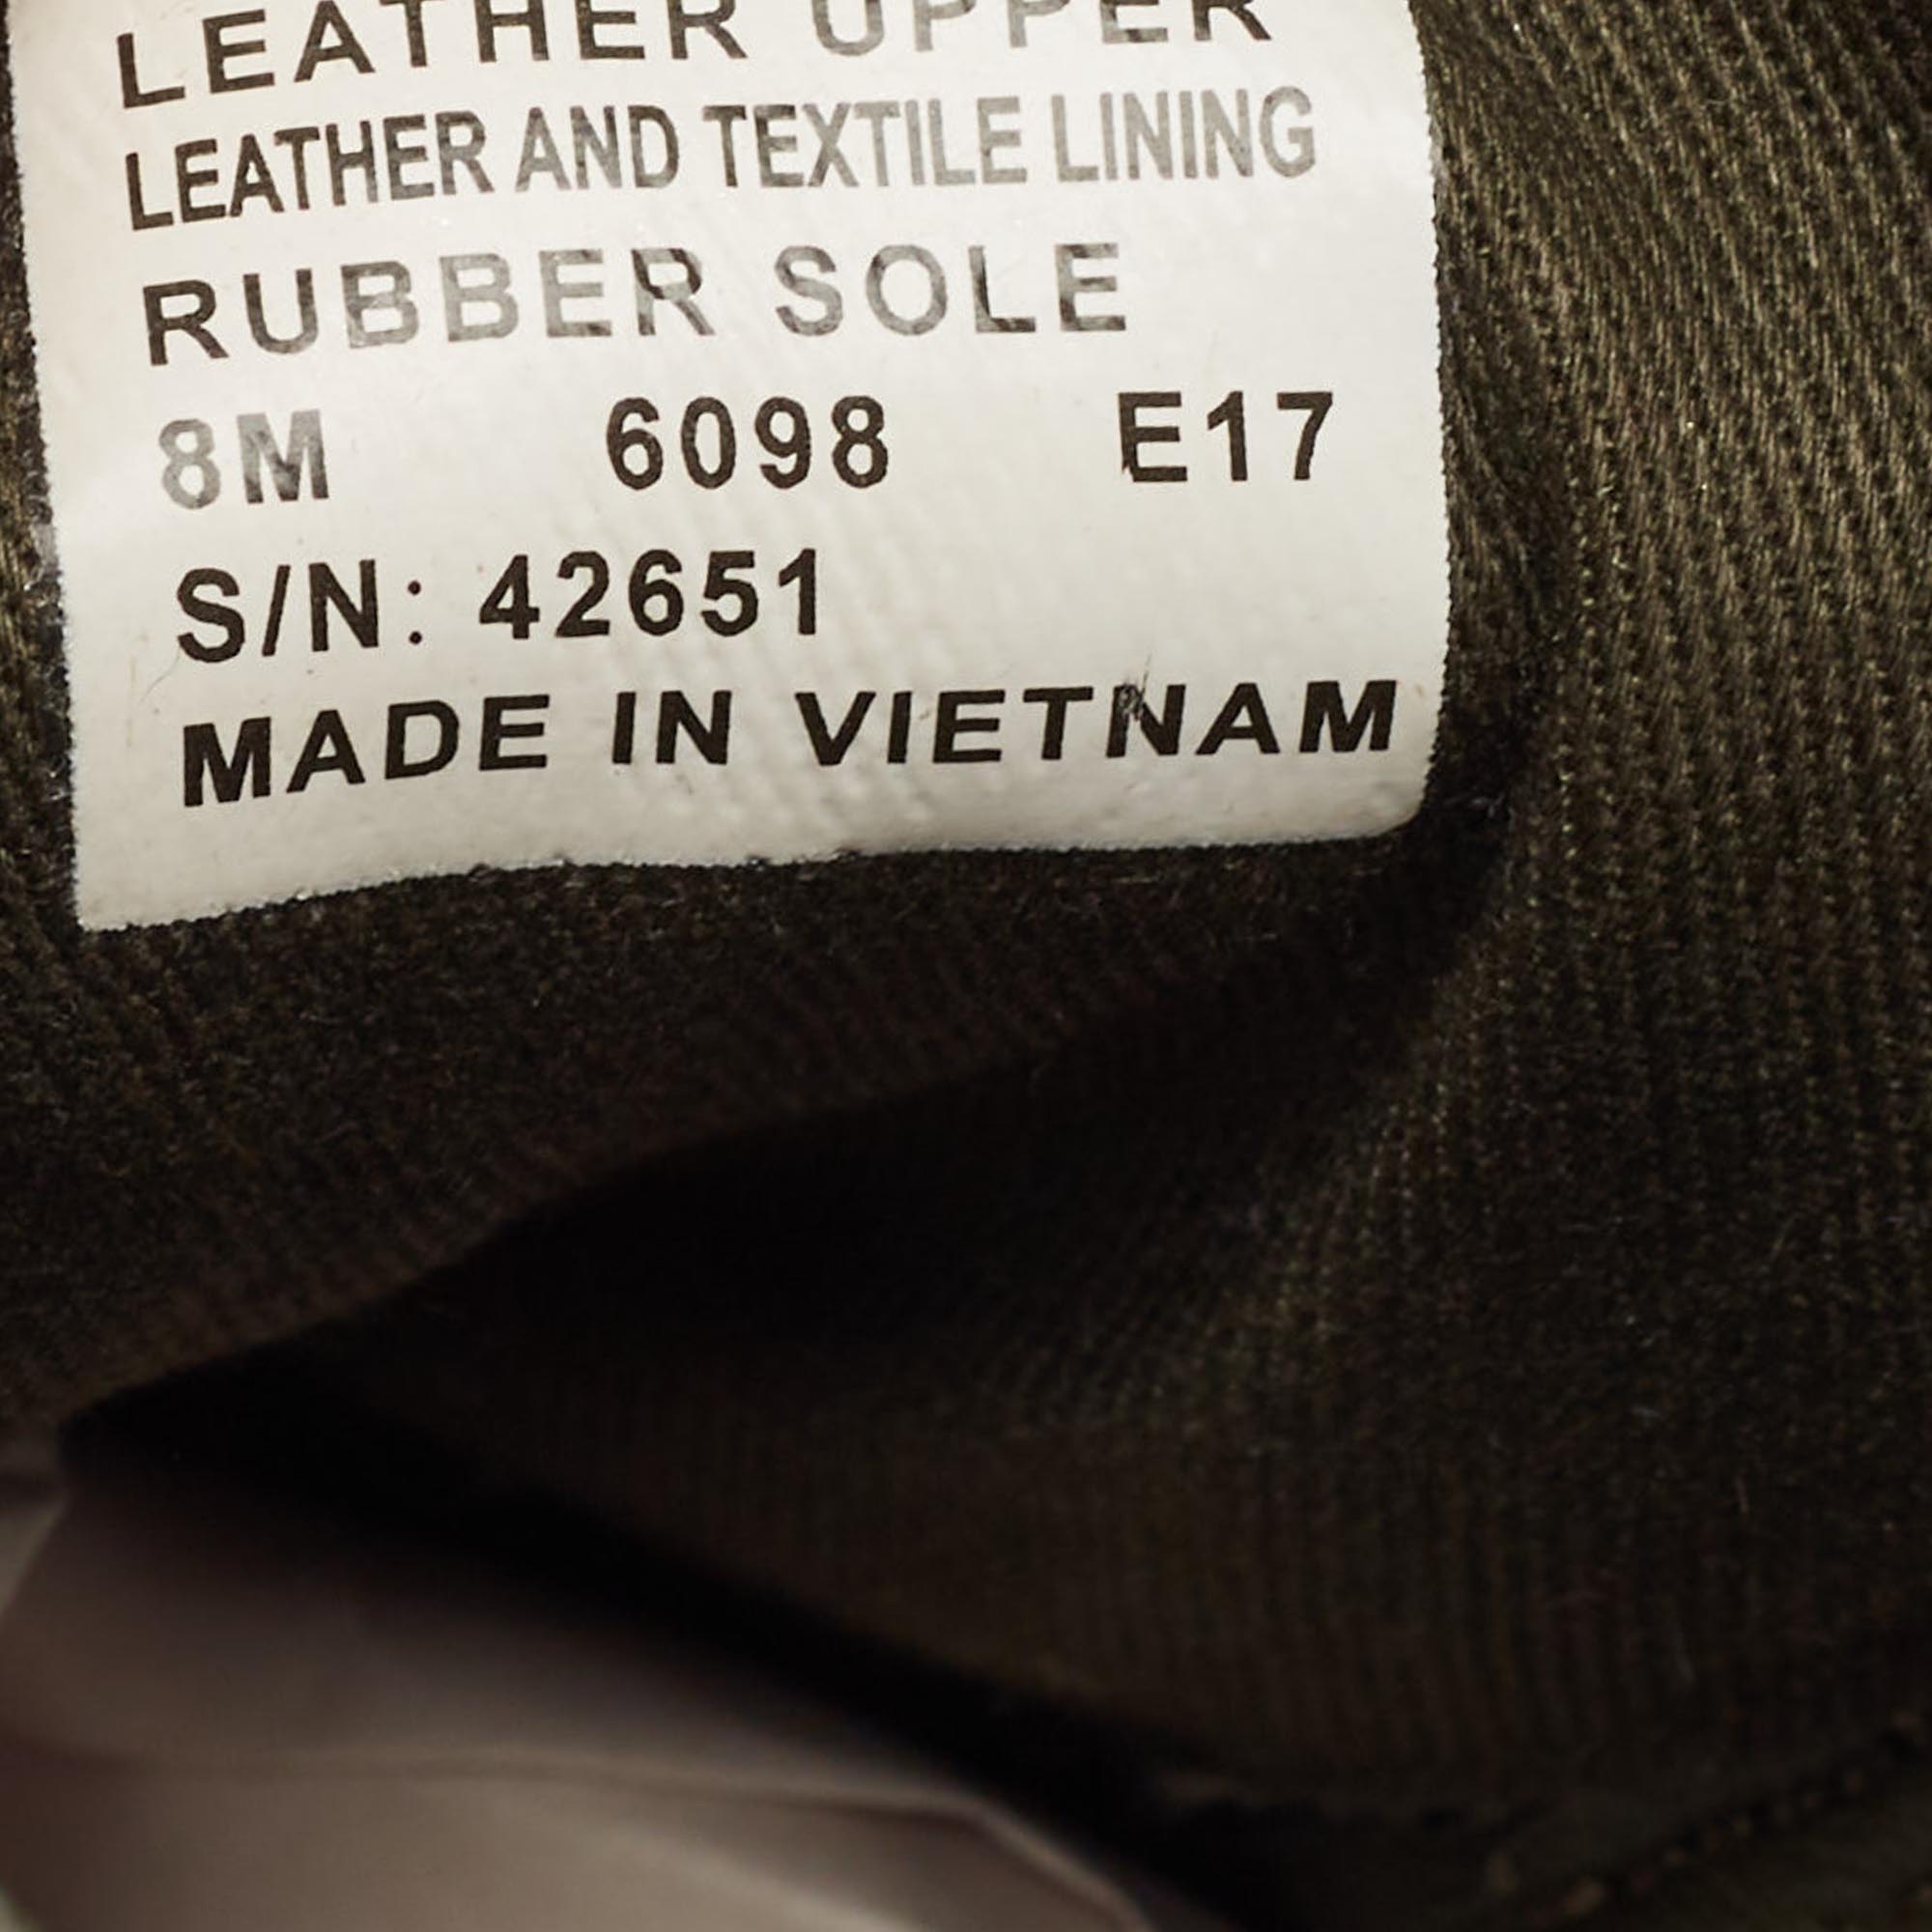 LEATHER UPPER
LEATHER AND TEXTILE LINING
RUBBER SOLE
8M 6098 E17
S/N: 42651
MADE IN VIETNAM